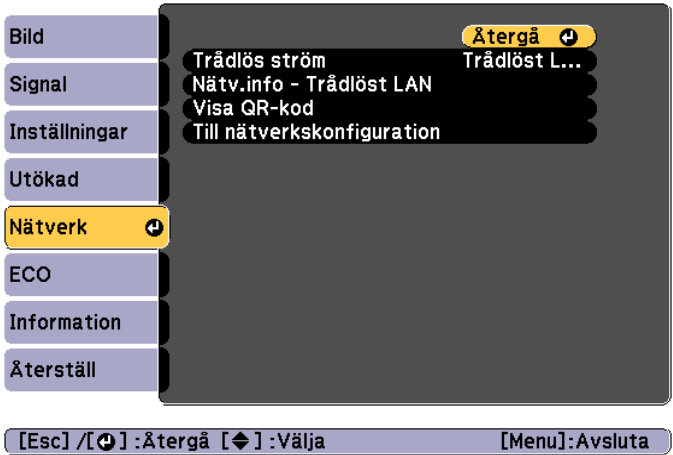 Bild
Signal
Inställningar
Utökad
Nätverk
ECO
Information
Återställ
Återgå
Trådlös ström Trådlöst L...
Nätv.info - Trådlöst LAN
Visa QR-kod
Till nätverkskonfiguration
[Esc] /[⏎] :Återgå [◆] :Välja [Menu]:Avsluta